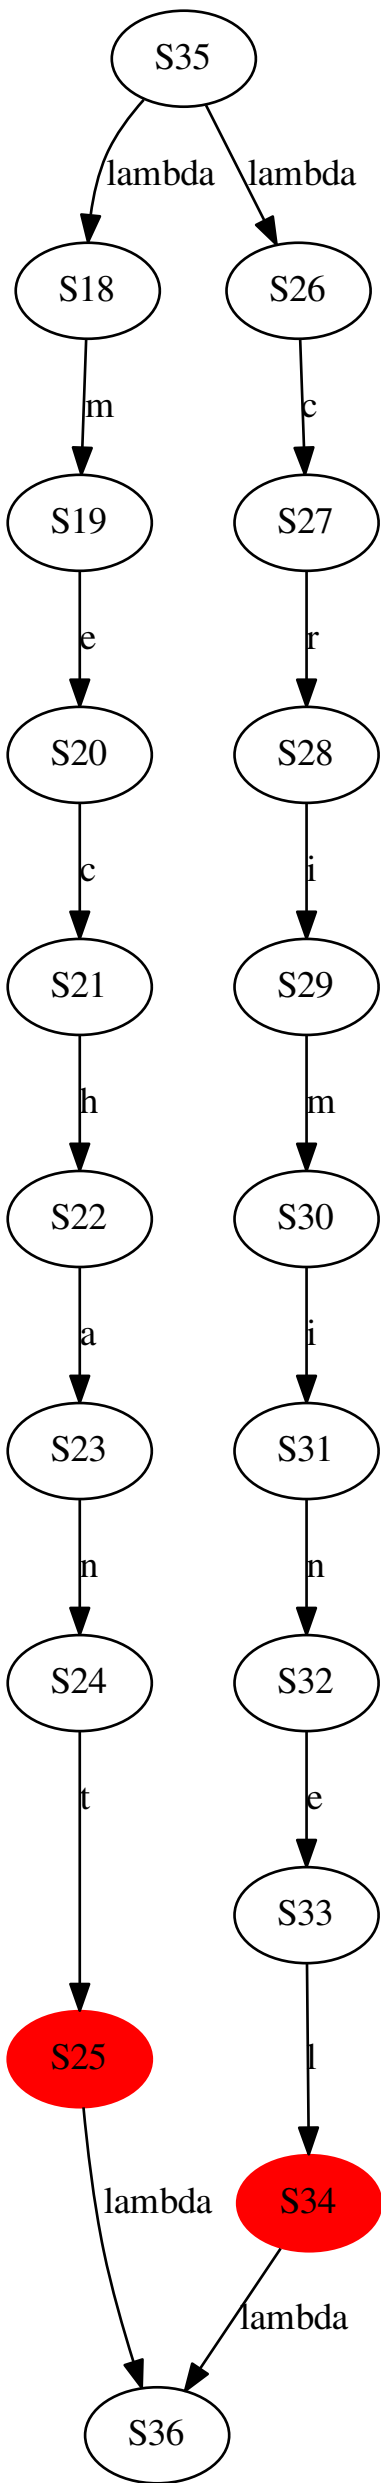 S35
lambda lambda
S18 S26
m c
S19 S27
e r
S20 S28
c i
S21 S29
h m
S22 S30
a i
S23 S31
n n
S24 S32
t e
S33
S25 l
S34
lambda
lambda
S36